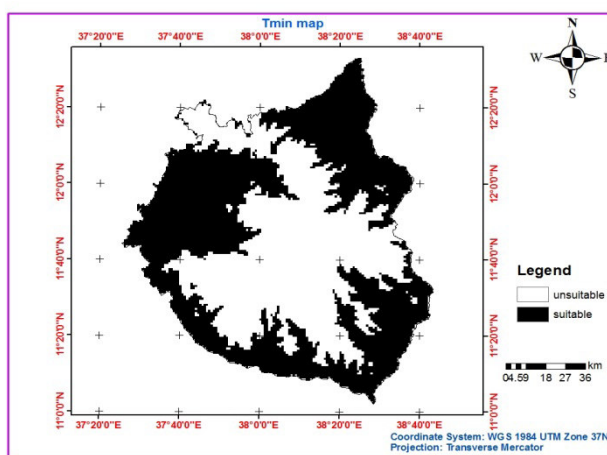 Tmin map
37°20'0"E 37°40'0"E 38°0'0"E 38°20'0"E 38°40'0"E
N
W E
S
12°20'0"N 12°20'0"N
12°0'0"N 12°0'0"N
11°40'0"N 11°40'0"N
11°20'0"N 11°20'0"N
11°0'0"N 11°0'0"N
Legend
unsuitable
suitable
km
04.59 18 27 36
37°20'0"E 37°40'0"E 38°0'0"E 38°20'0"E 38°40'0"E
Coordinate System: WGS 1984 UTM Zone 37N
Projection: Transverse Mercator